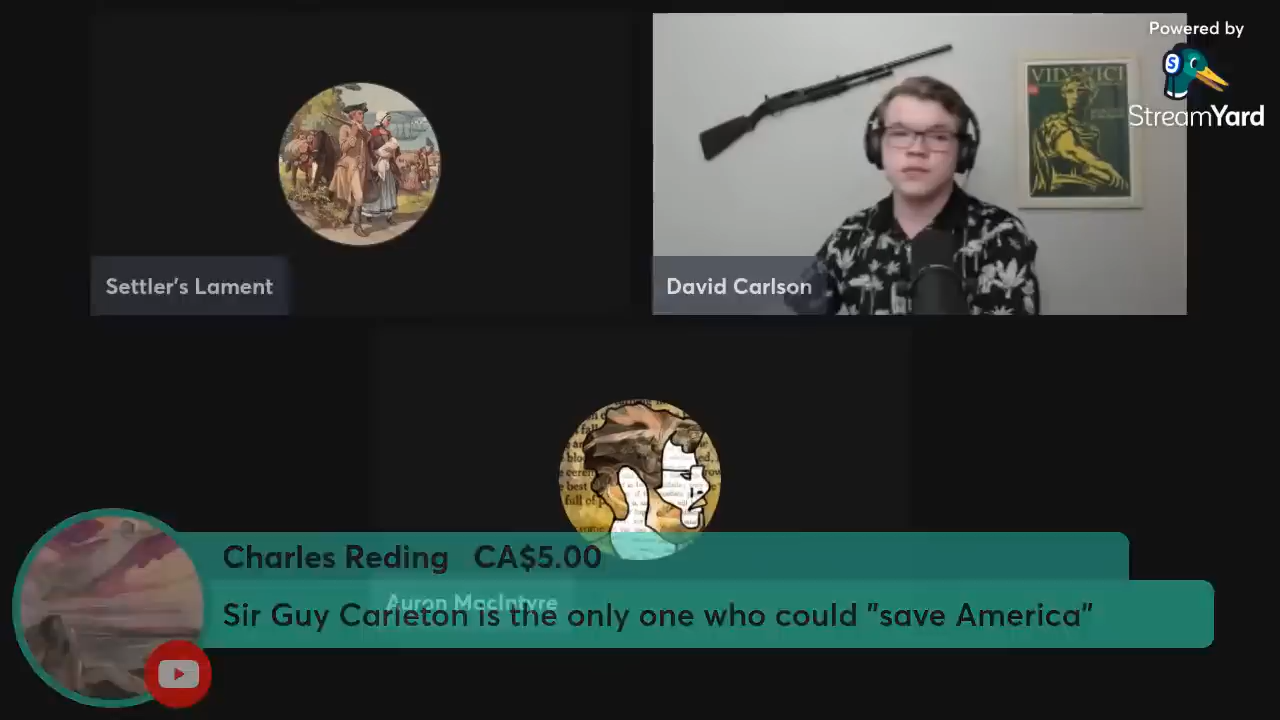 Powered by
StreamYard
VIDI VICI
Settler's Lament
David Carlson
Charles Reding CA$5.00
Auron MacIntyre
Sir Guy Carleton is the only one who could "save America"